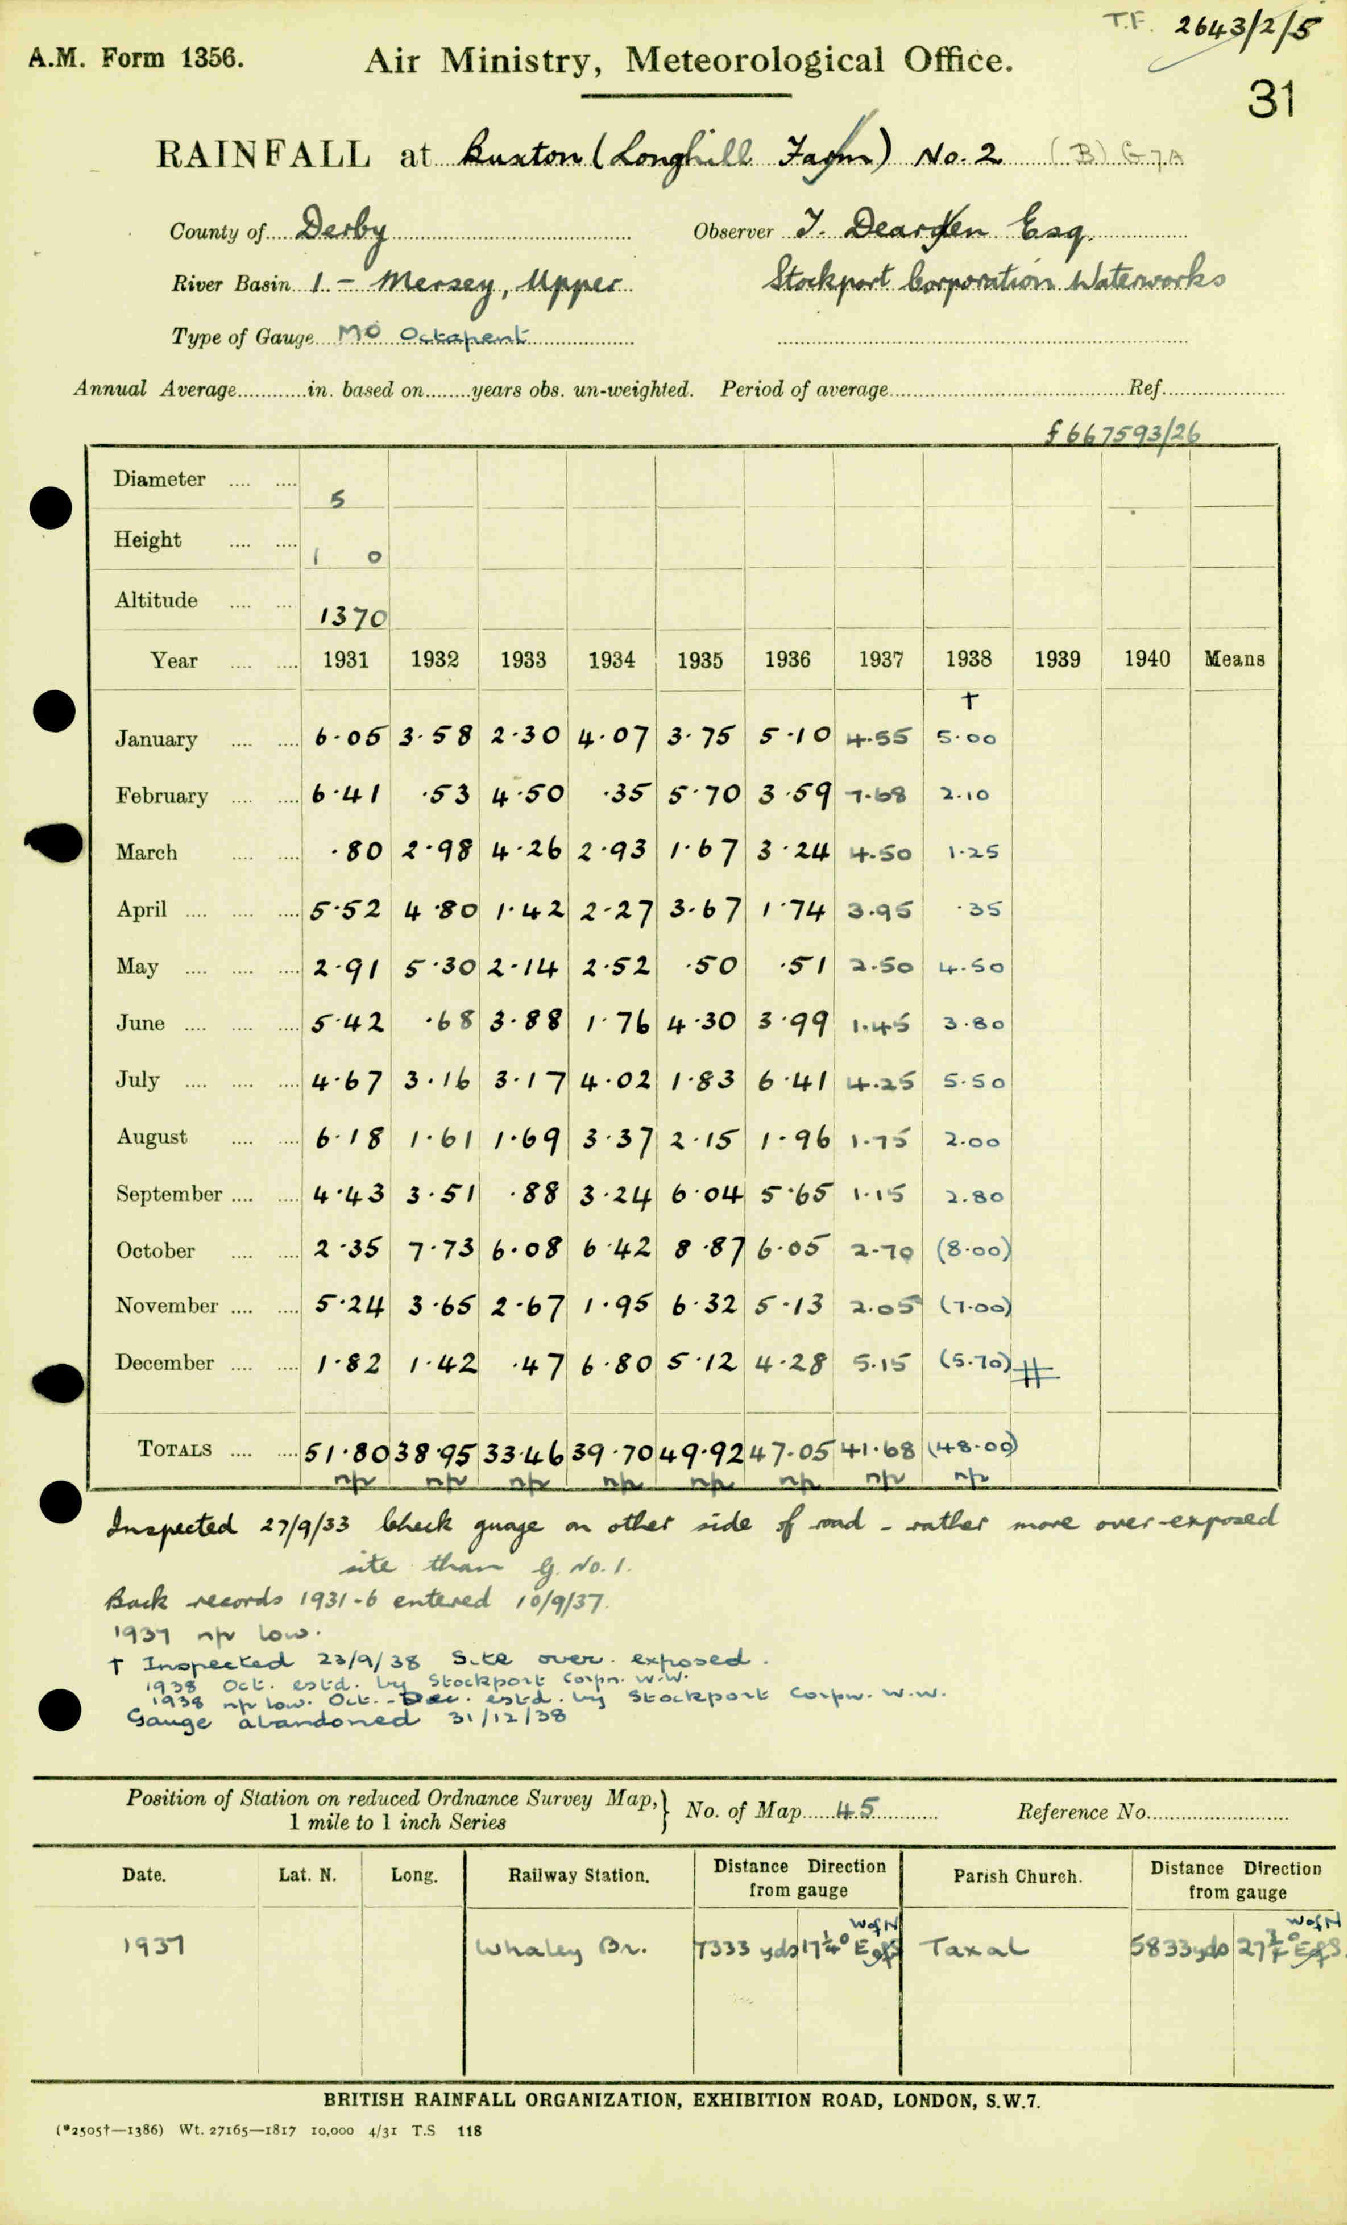 T.F. 2643/2/5
A.M. Form 1356. Air Ministry, Meteorological Office.
31
RAINFALL at Buxton (Longhill Farm) No. 2 (B) G7A
County of Derby Observer T. Dearden Esq.
River Basin 1 - Mersey, Upper Stockport Corporation Waterworks
Type of Gauge MO Octapent
Annual Average............in. based on........years obs. un-weighted. Period of average........................................Ref.....................
f 667593/26
Diameter .... .... 5
Height .... .... 1 0
Altitude .... .... 1370
Year .... .... 1931 1932 1933 1934 1935 1936 1937 1938 1939 1940 Means
†
January .... .... 6·05 3·58 2·30 4·07 3·75 5·10 4.55 5.00
February .... .... 6·41 ·53 4·50 ·35 5·70 3·59 7.68 2.10
March .... .... ·80 2·98 4·26 2·93 1·67 3·24 4.50 1.25
April .... .... .... 5·52 4·80 1·42 2·27 3·67 1·74 3.95 ·35
May .... .... .... 2·91 5·30 2·14 2·52 ·50 ·51 2.50 4.50
June .... .... .... 5·42 ·68 3·88 1·76 4·30 3·99 1.45 3.80
July .... .... .... 4·67 3·16 3·17 4·02 1·83 6·41 4.25 5.50
August .... .... 6·18 1·61 1·69 3·37 2·15 1·96 1.75 2.00
September .... .... 4·43 3·51 ·88 3·24 6·04 5·65 1.15 2.80
October .... .... 2·35 7·73 6·08 6·42 8·87 6·05 2.70 (8.00)
November .... .... 5·24 3·65 2·67 1·95 6·32 5·13 2.05 (7.00)
December .... .... 1·82 1·42 ·47 6·80 5·12 4·28 5.15 (5.70) #
TOTALS .... .... 51·80 38·95 33·46 39·70 49·92 47·05 41·68 (48.00)
np np np np np np np np
Inspected 27/9/33 Check guage on other side of road - rather more over-exposed
site than G. No. 1.
Back records 1931-6 entered 10/9/37.
1937 np low.
† Inspected 23/9/38 Site over exposed.
1938 Oct. estd. by Stockport Corpn. W.W.
1938 np low. Oct. - Dec. estd. by Stockport Corpn. W.W.
Gauge abandoned 31/12/38
Position of Station on reduced Ordnance Survey Map, } No. of Map 45 Reference No.
1 mile to 1 inch Series
Date. Lat. N. Long. Railway Station. Distance Direction from gauge Parish Church. Distance Direction from gauge
W of N W of N
1937 Whaley Br. 7333 yds 17¼° E of S Taxal 5833 yds 27¾° E of S.
BRITISH RAINFALL ORGANIZATION, EXHIBITION ROAD, LONDON, S.W.7.
(*2505†—1386) Wt. 27165—1817 10,000 4/31 T.S 118